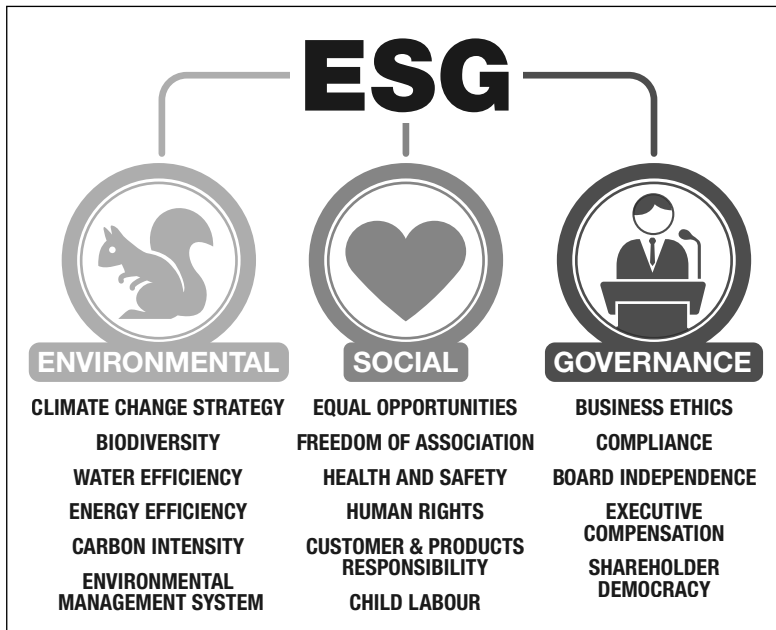 ESG
ENVIRONMENTAL
CLIMATE CHANGE STRATEGY
BIODIVERSITY
WATER EFFICIENCY
ENERGY EFFICIENCY
CARBON INTENSITY
ENVIRONMENTAL
MANAGEMENT SYSTEM
SOCIAL
EQUAL OPPORTUNITIES
FREEDOM OF ASSOCIATION
HEALTH AND SAFETY
HUMAN RIGHTS
CUSTOMER & PRODUCTS
RESPONSIBILITY
CHILD LABOUR
GOVERNANCE
BUSINESS ETHICS
COMPLIANCE
BOARD INDEPENDENCE
EXECUTIVE
COMPENSATION
SHAREHOLDER
DEMOCRACY